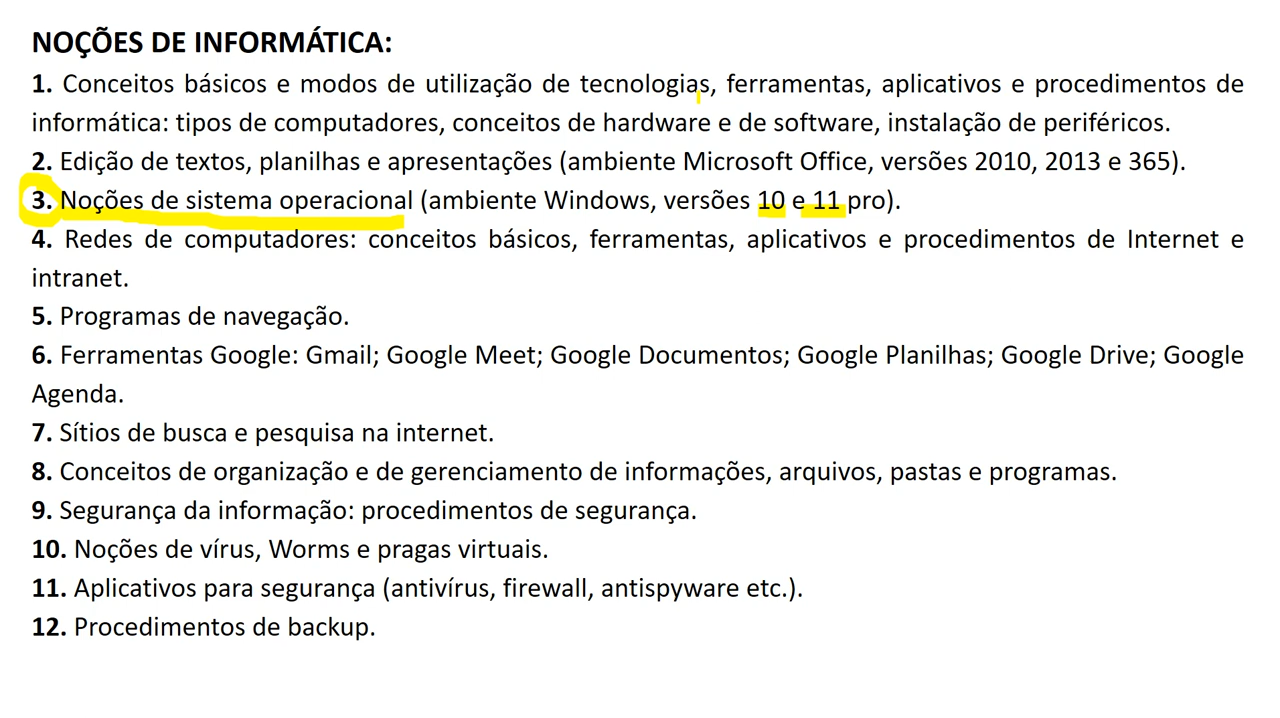 NOÇÕES DE INFORMÁTICA:
1. Conceitos básicos e modos de utilização de tecnologias, ferramentas, aplicativos e procedimentos de
informática: tipos de computadores, conceitos de hardware e de software, instalação de periféricos.
2. Edição de textos, planilhas e apresentações (ambiente Microsoft Office, versões 2010, 2013 e 365).
3. Noções de sistema operacional (ambiente Windows, versões 10 e 11 pro).
4. Redes de computadores: conceitos básicos, ferramentas, aplicativos e procedimentos de Internet e
intranet.
5. Programas de navegação.
6. Ferramentas Google: Gmail; Google Meet; Google Documentos; Google Planilhas; Google Drive; Google
Agenda.
7. Sítios de busca e pesquisa na internet.
8. Conceitos de organização e de gerenciamento de informações, arquivos, pastas e programas.
9. Segurança da informação: procedimentos de segurança.
10. Noções de vírus, Worms e pragas virtuais.
11. Aplicativos para segurança (antivírus, firewall, antispyware etc.).
12. Procedimentos de backup.